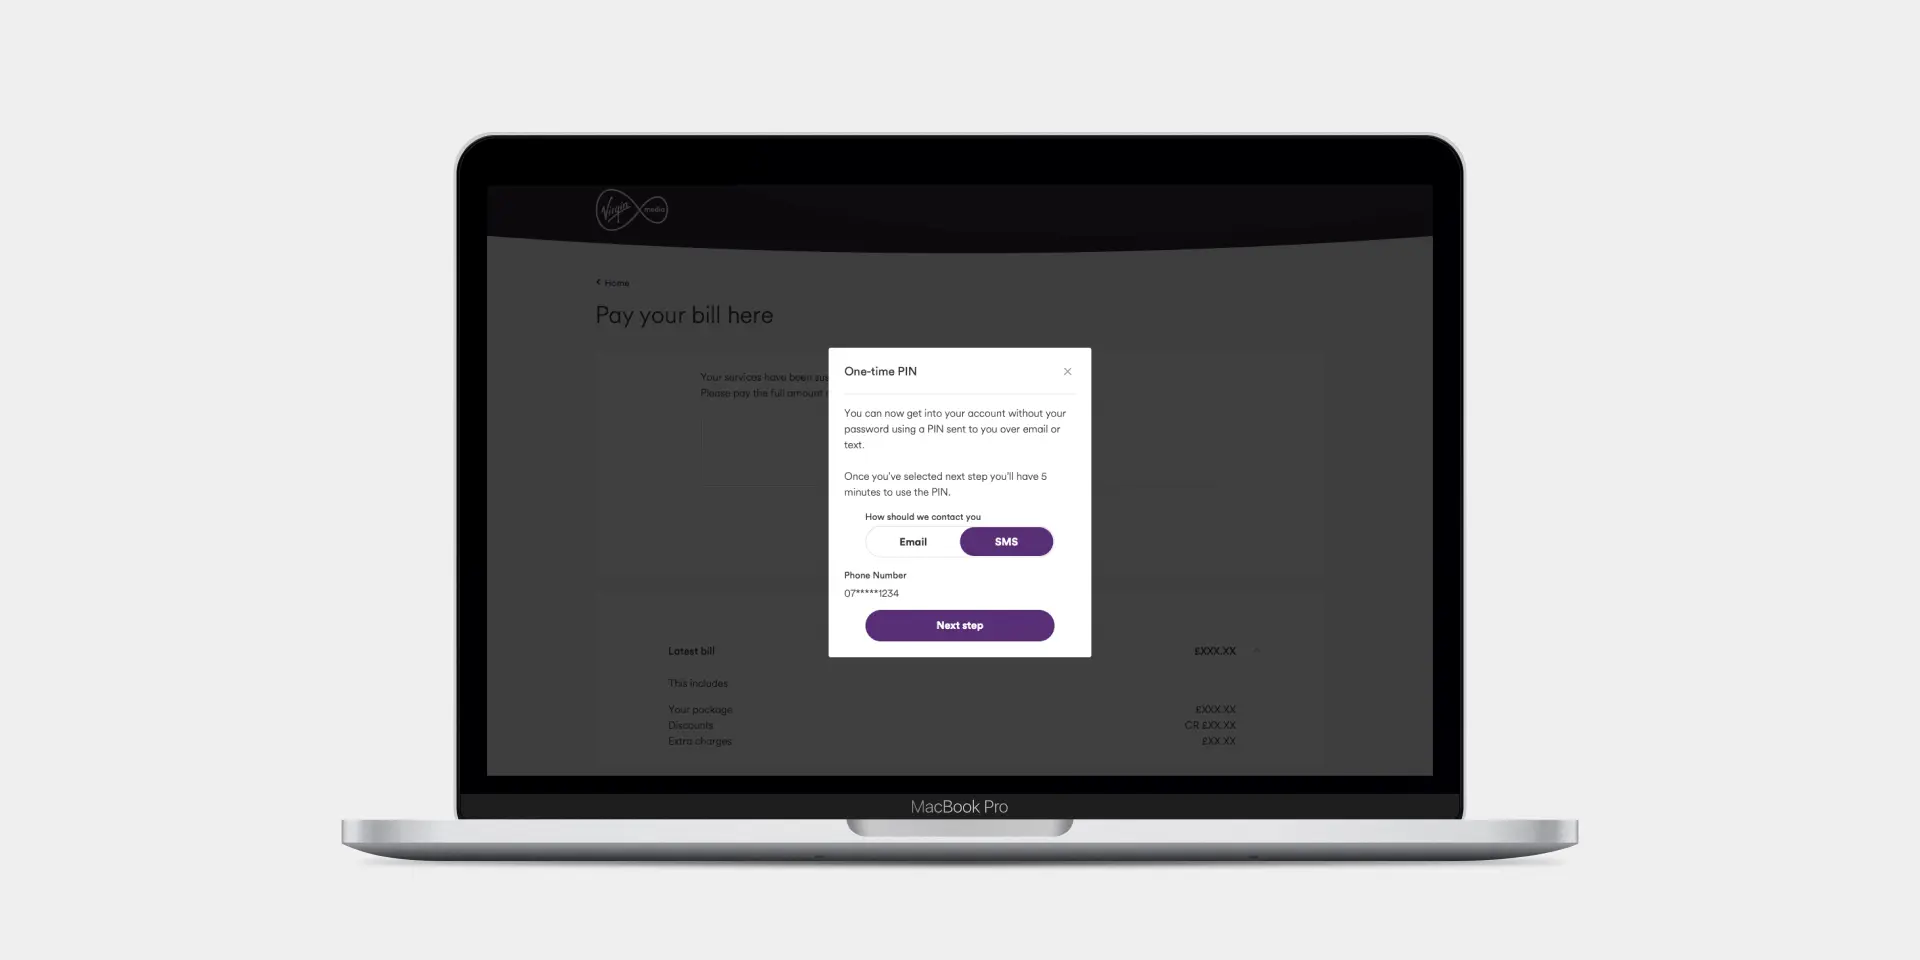 Virgin media
Home
Pay your bill here
Your services have been
Please pay the full amount
One-time PIN
You can now get into your account without your
password using a PIN sent to you over email or
text.
Once you've selected next step you'll have 5
minutes to use the PIN.
How should we contact you
Email SMS
Phone Number
07*****1234
Next step
Latest bill £XXX.XX
This includes
Your package £XXX.XX
Discounts CR £XX.XX
Extra charges £XX.XX
MacBook Pro